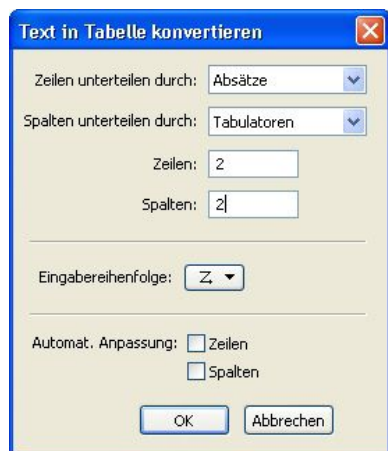 Text in Tabelle konvertieren
Zeilen unterteilen durch: Absätze
Spalten unterteilen durch: Tabulatoren
Zeilen: 2
Spalten: 2
Eingabereihenfolge:
Automat. Anpassung: Zeilen
Spalten
OK Abbrechen